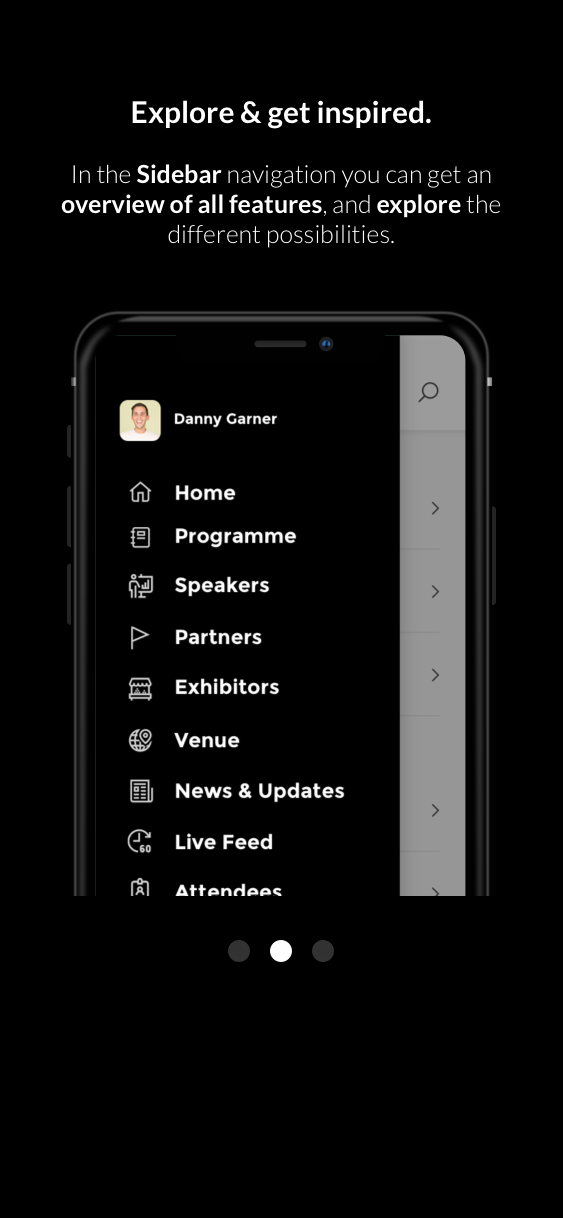 Explore & get inspired.
In the Sidebar navigation you can get an
overview of all features, and explore the
different possibilities.
Danny Garner
Home
Programme
Speakers
Partners
Exhibitors
Venue
News & Updates
Live Feed
60
Attendees